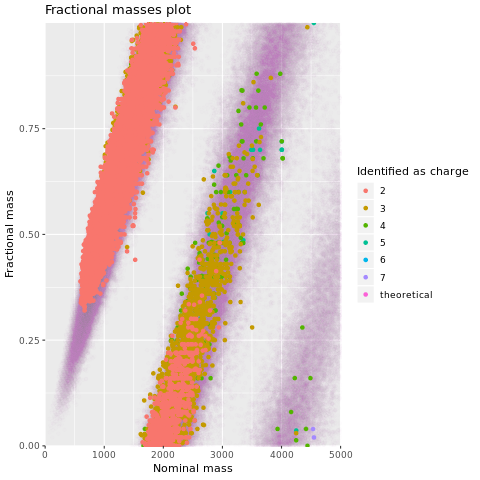 Fractional masses plot
Fractional mass
0.75
0.50
0.25
0.00
0 1000 2000 3000 4000 5000
Nominal mass
Identified as charge
2
3
4
5
6
7
theoretical